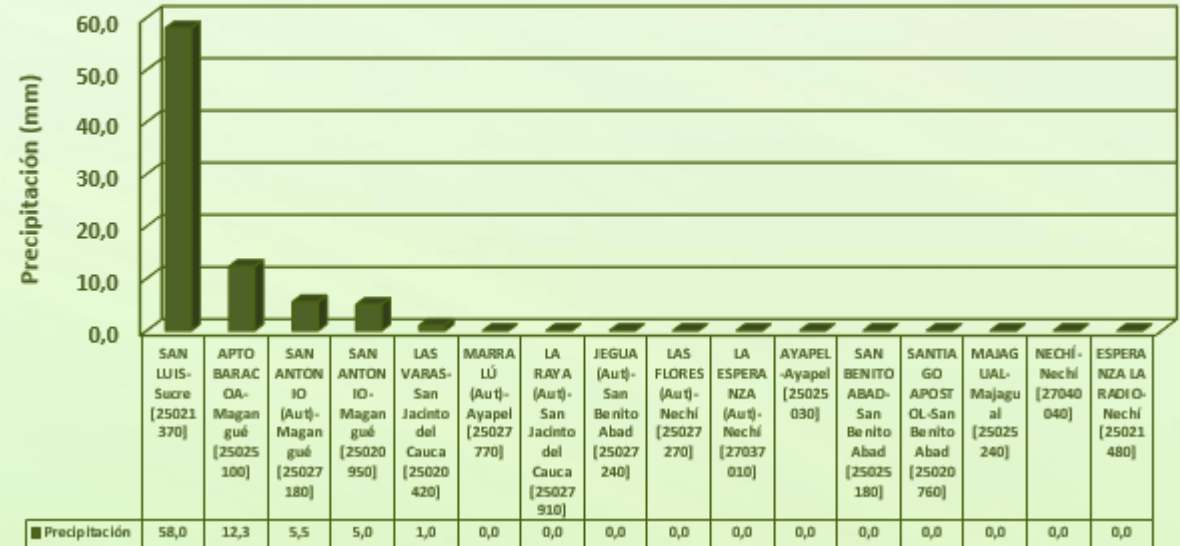 Precipitación (mm)
60,0
50,0
40,0
30,0
20,0
10,0
0,0
SAN
LUIS-
Sucre
[25021
370]
APTO
BARAC
OA-
Magan
gué
[25025
100]
SAN
ANTON
IO
(Aut)-
Magan
gué
[25027
180]
SAN
ANTON
IO-
Magan
gué
[25020
950]
LAS
VARAS-
San
Jacinto
del
Cauca
[25020
420]
MARRA
LÚ
(Aut)-
Ayapel
[25027
770]
LA
RAYA
(Aut)-
San
Jacinto
del
Cauca
[25027
910]
JEGUA
(Aut)-
San
Benito
Abad
[25027
240]
LAS
FLORES
(Aut)-
Nechí
[25027
270]
LA
ESPERA
NZA
(Aut)-
Nechí
[27037
010]
AYAPEL
-Ayapel
[25025
030]
SAN
BENITO
ABAD-
San
Benito
Abad
[25025
180]
SANTIA
GO
APOST
OL-San
Benito
Abad
[25020
760]
MAJAG
UAL-
Majagu
al
[25025
240]
NECHÍ-
Nechí
[27040
040]
ESPERA
NZA LA
RADIO-
Nechí
[25021
480]
Precipitación 58,0 12,3 5,5 5,0 1,0 0,0 0,0 0,0 0,0 0,0 0,0 0,0 0,0 0,0 0,0 0,0